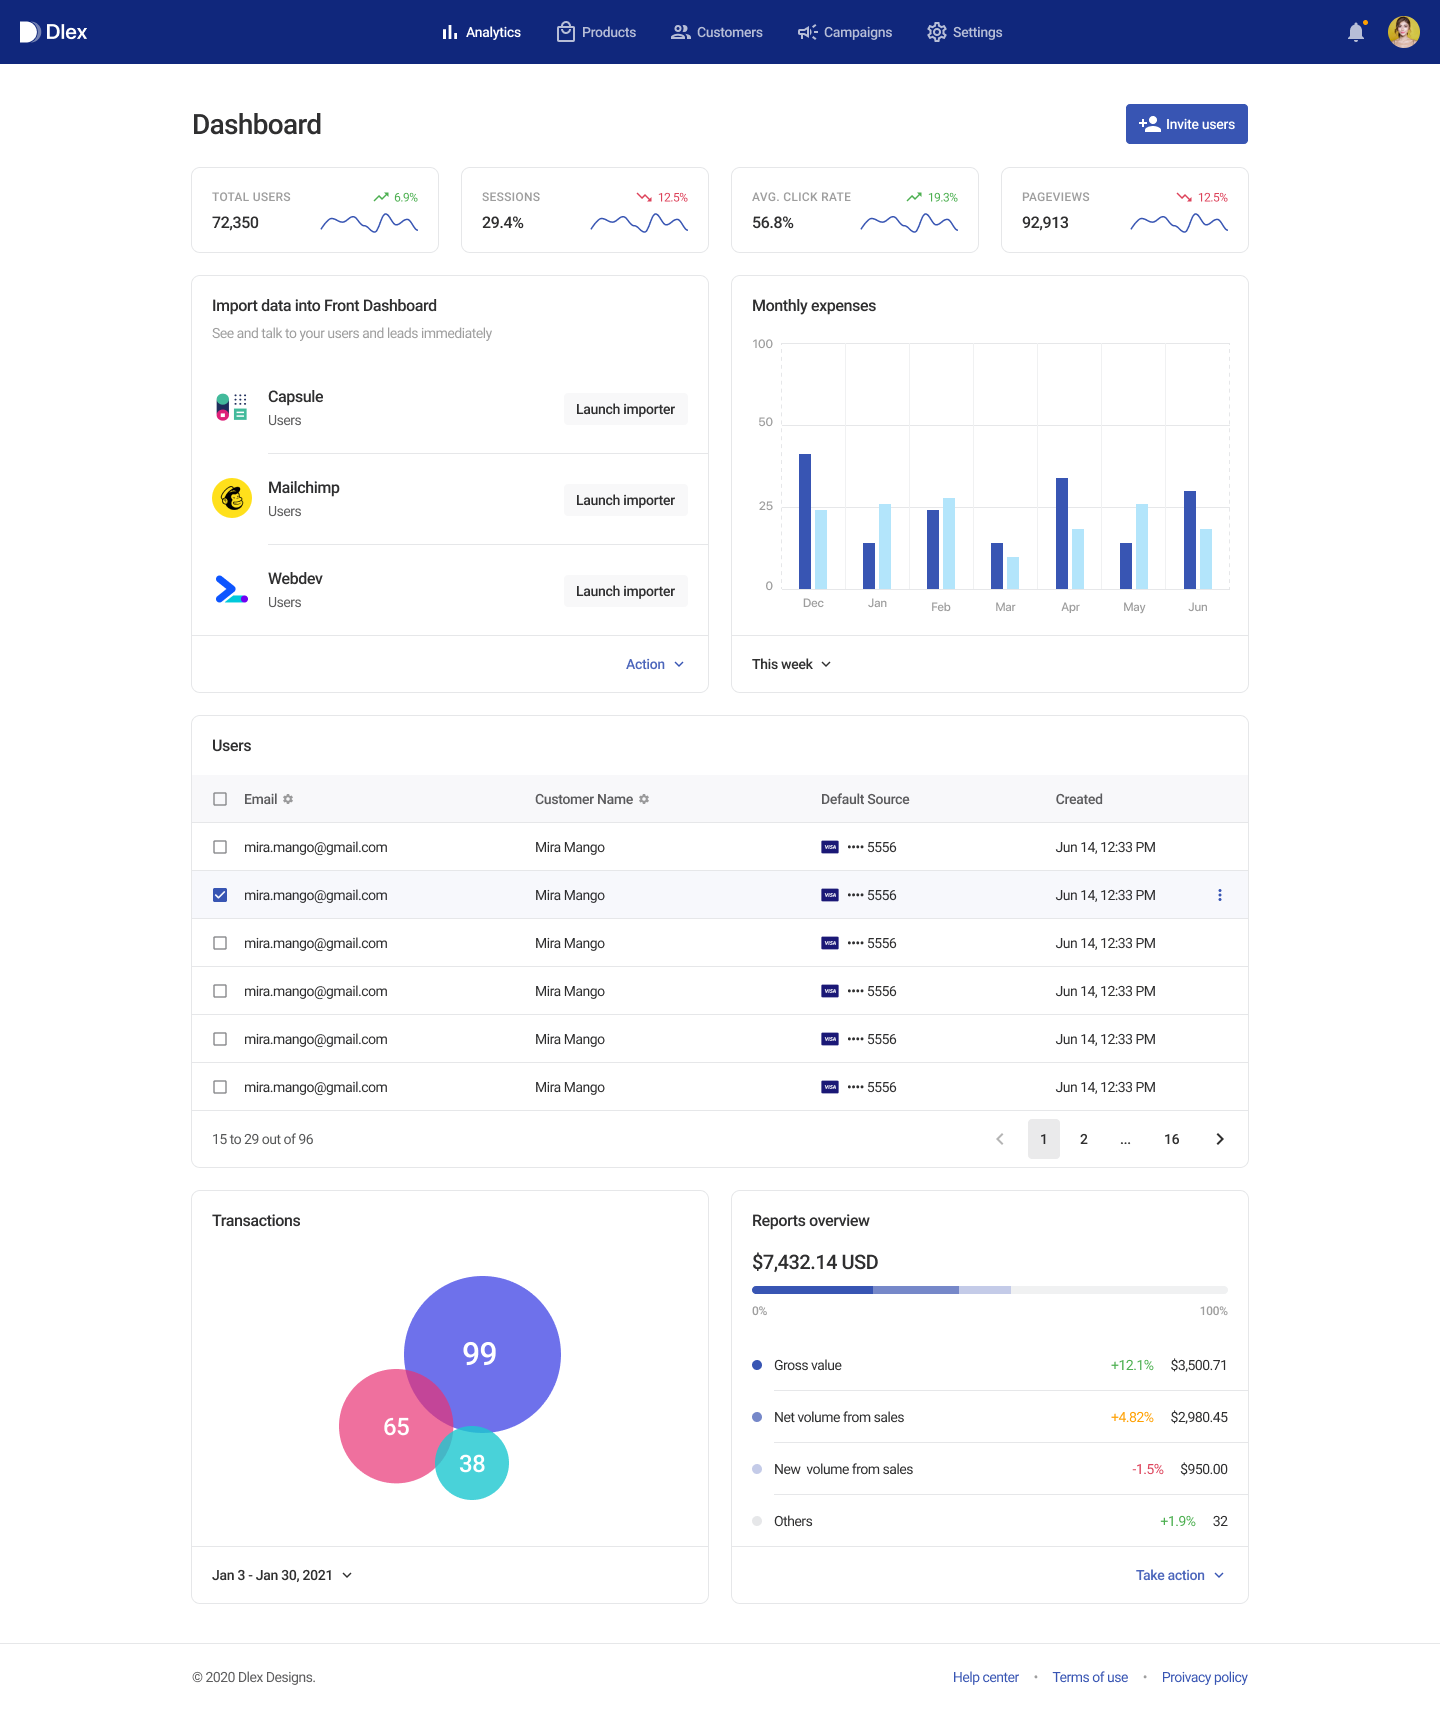 Dlex
Analytics
Products
Customers
Campaigns
Settings
Dashboard
Invite users
TOTAL USERS 6.9%
72,350
SESSIONS 12.5%
29.4%
AVG. CLICK RATE 19.3%
56.8%
PAGEVIEWS 12.5%
92,913
Import data into Front Dashboard
See and talk to your users and leads immediately
Capsule
Users
Launch importer
Mailchimp
Users
Launch importer
Webdev
Users
Launch importer
Action
Monthly expenses
100
50
25
0
Dec Jan Feb Mar Apr May Jun
This week
Users
Email Customer Name Default Source Created
mira.mango@gmail.com Mira Mango VISA •••• 5556 Jun 14, 12:33 PM
mira.mango@gmail.com Mira Mango VISA •••• 5556 Jun 14, 12:33 PM
mira.mango@gmail.com Mira Mango VISA •••• 5556 Jun 14, 12:33 PM
mira.mango@gmail.com Mira Mango VISA •••• 5556 Jun 14, 12:33 PM
mira.mango@gmail.com Mira Mango VISA •••• 5556 Jun 14, 12:33 PM
mira.mango@gmail.com Mira Mango VISA •••• 5556 Jun 14, 12:33 PM
15 to 29 out of 96
1 2 ... 16
Transactions
99
65
38
Jan 3 - Jan 30, 2021
Reports overview
$7,432.14 USD
0% 100%
Gross value +12.1% $3,500.71
Net volume from sales +4.82% $2,980.45
New volume from sales -1.5% $950.00
Others +1.9% 32
Take action
© 2020 Dlex Designs.
Help center • Terms of use • Proivacy policy